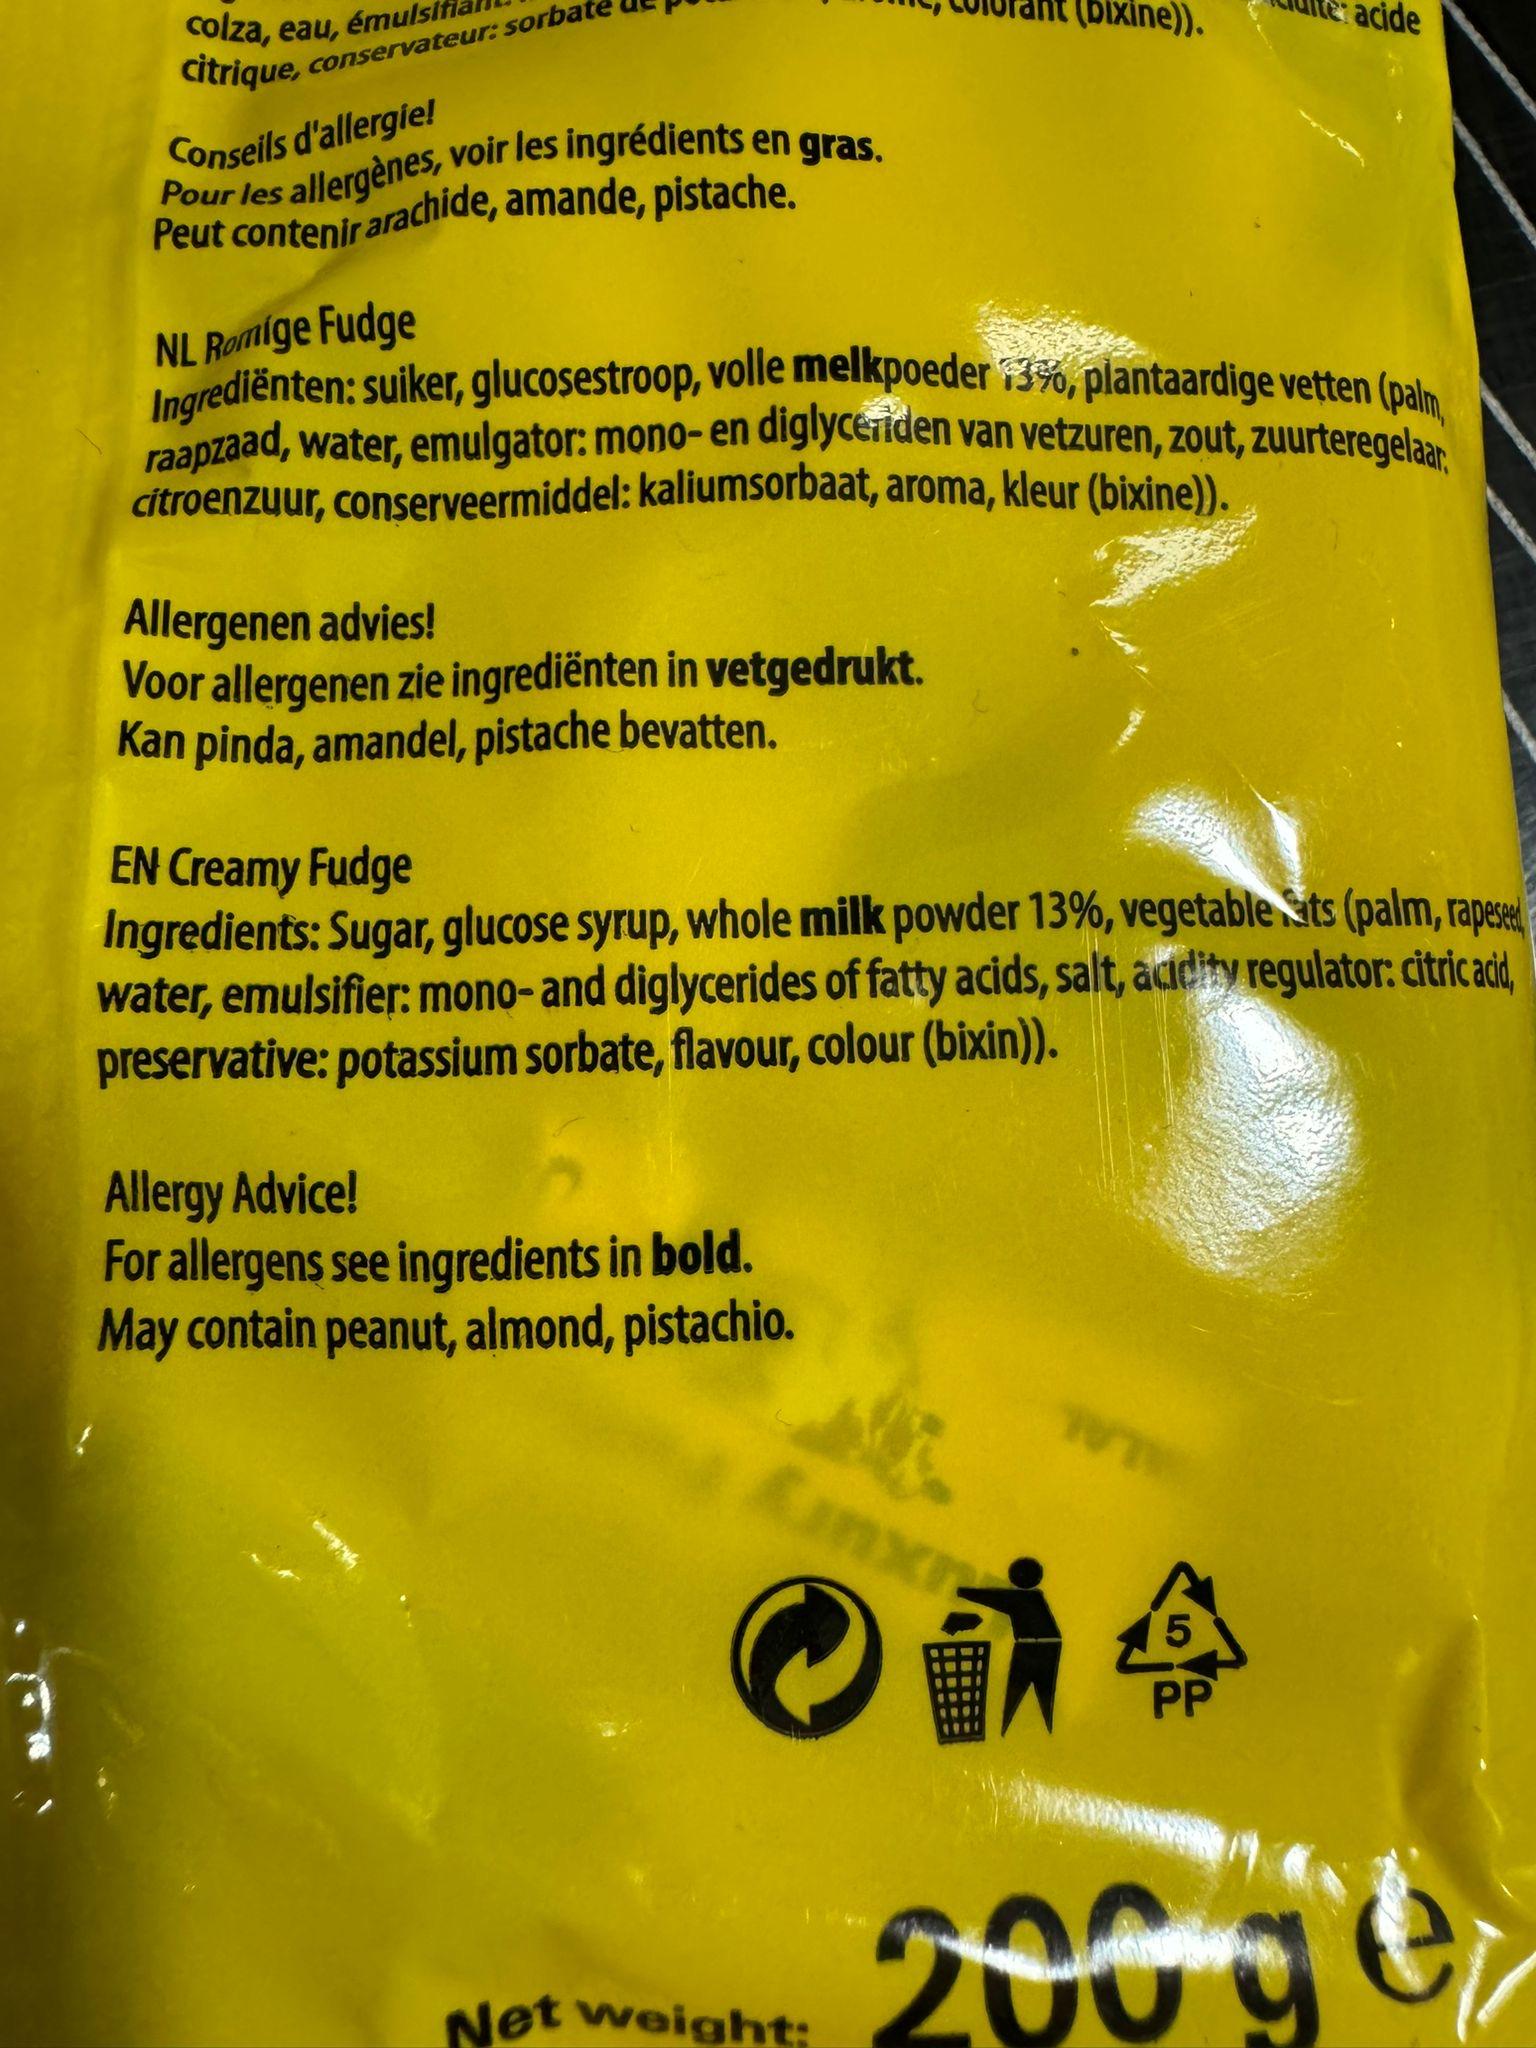 colza, eau, colorant (bixine)). acide
citrique, conservateur: sorbate de
Conseils d'allergie!
Pour les allergènes, voir les ingrédients en gras.
Peut contenir arachide, amande, pistache.
NL Romige Fudge
Ingrediënten: suiker, glucosestroop, volle melkpoeder 13%, plantaardige vetten (palm,
raapzaad, water, emulgator: mono- en diglyceriden van vetzuren, zout, zuurteregelaar:
citroenzuur, conserveermiddel: kaliumsorbaat, aroma, kleur (bixine)).
Allergenen advies!
Voor allergenen zie ingrediënten in vetgedrukt.
Kan pinda, amandel, pistache bevatten.
EN Creamy Fudge
Ingredients: Sugar, glucose syrup, whole milk powder 13%, vegetable fats (palm, rapeseed,
water, emulsifier: mono- and diglycerides of fatty acids, salt, acidity regulator: citric acid,
preservative: potassium sorbate, flavour, colour (bixin)).
Allergy Advice!
For allergens see ingredients in bold.
May contain peanut, almond, pistachio.
5
PP
Net weight: 200 g e